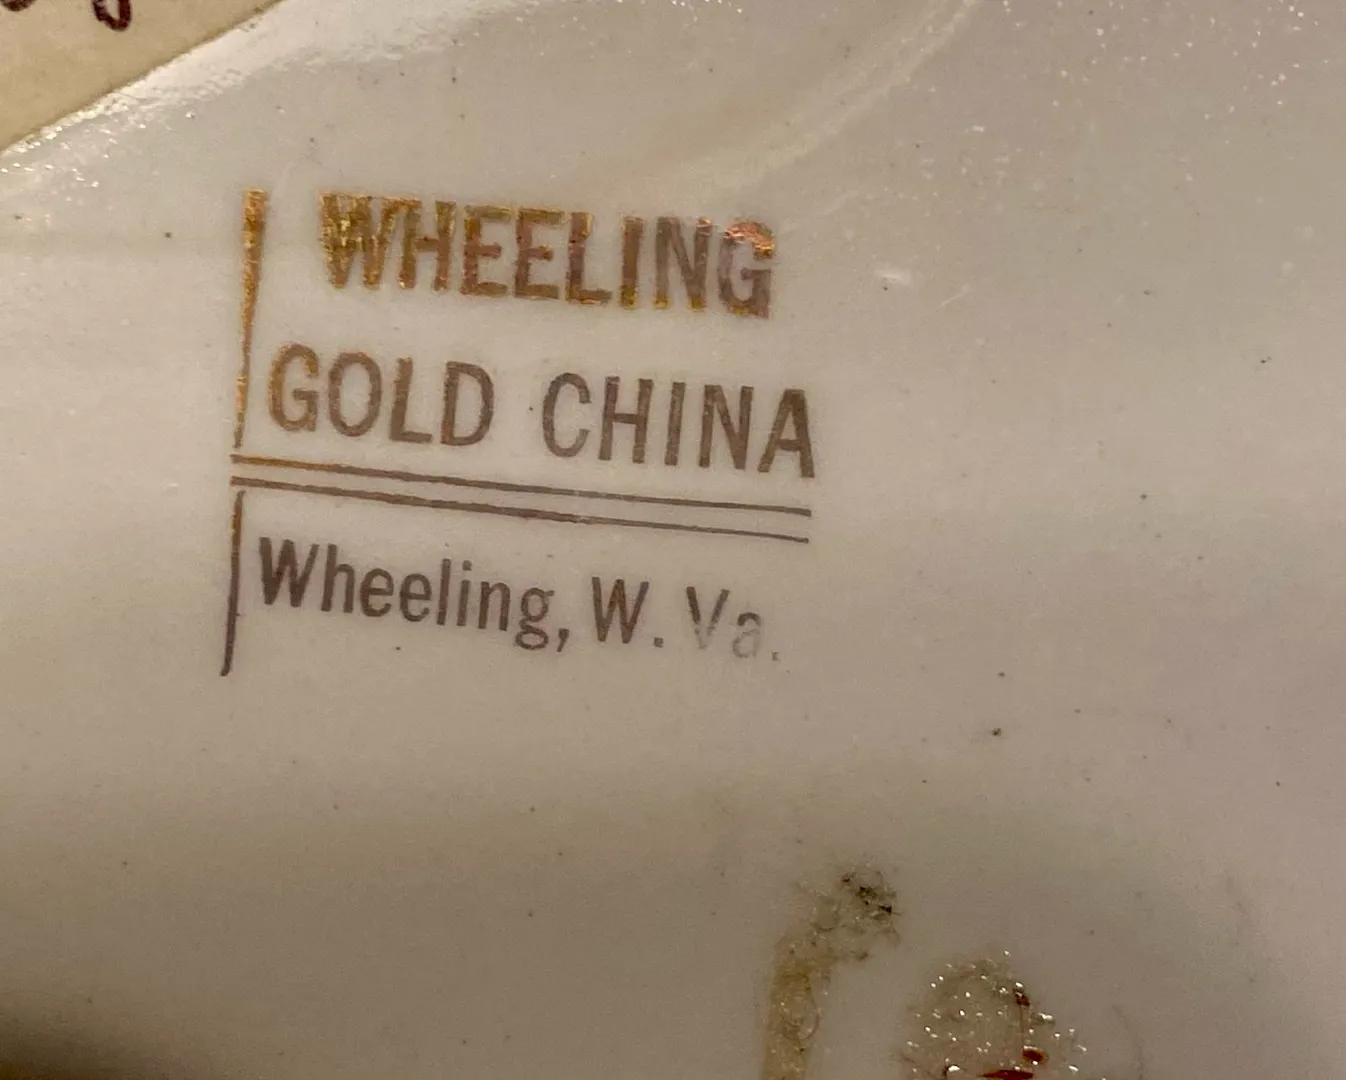 WHEELING
GOLD CHINA
Wheeling, W. Va.